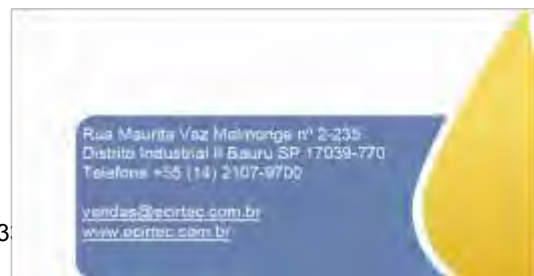 Rua Maurita Vaz Malmonge nº 2-235
Distrito Industrial II Bauru SP 17039-770
Telefone +55 (14) 2107-9700
vendas@ecirtec.com.br
www.ecirtec.com.br